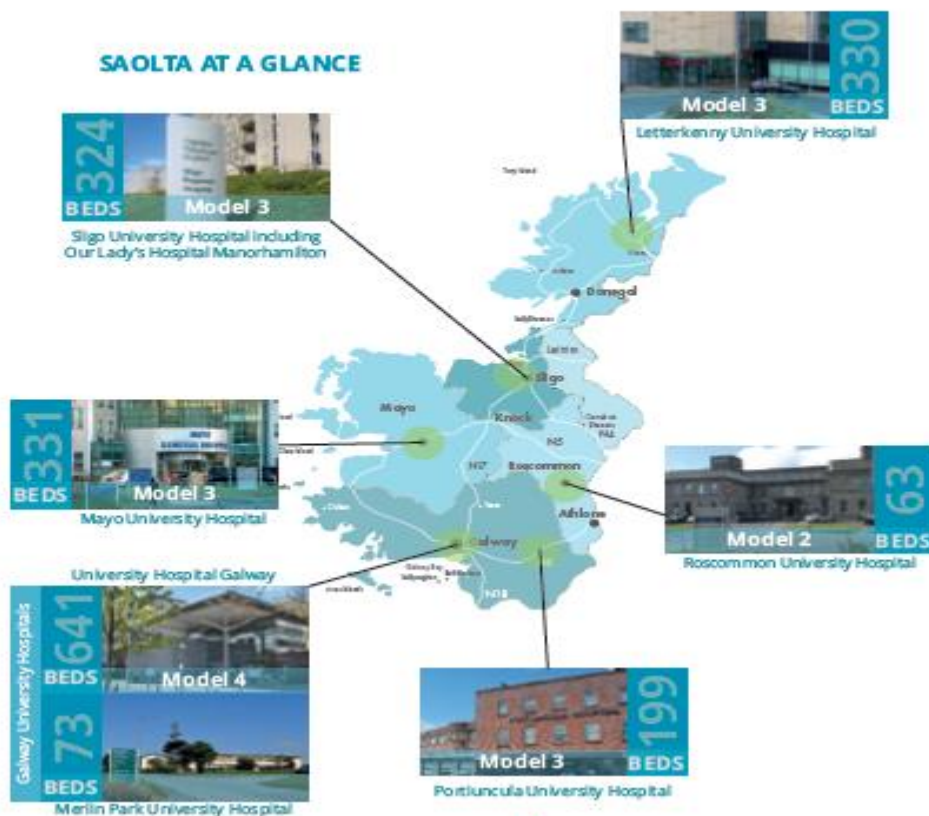 SAOLTA AT A GLANCE
330
BEDS
Model 3
Letterkenny University Hospital
324
BEDS
Model 3
Sligo University Hospital including
Our Lady's Hospital Manorhamilton
Donegal
Leitrim
Sligo
Mayo
Knock
N5
N17
Roscommon
331
BEDS
MAYO
GENERAL HOSPITAL
Model 3
Mayo University Hospital
63
BEDS
Model 2
Roscommon University Hospital
Athlone
Galway
N18
Galway University Hospitals
University Hospital Galway
641
BEDS
Model 4
73
BEDS
Merlin Park University Hospital
199
BEDS
Model 3
Portiuncula University Hospital